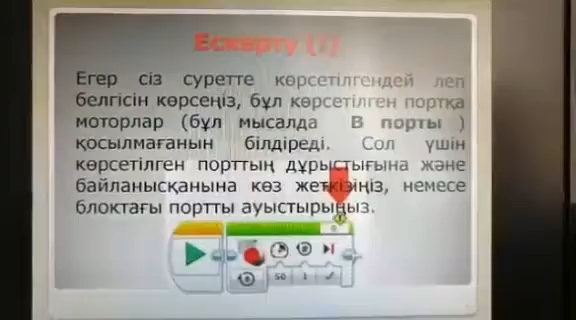 Ескерту (!)
Егер сіз суретте көрсетілгендей леп
белгісін көрсеңіз, бұл көрсетілген портқа
моторлар (бұл мысалда В порты )
қосылмағанын білдіреді. Сол үшін
көрсетілген порттың дұрыстығына және
байланысқанына көз жеткізіңіз, немесе
блоктағы портты ауыстырыңыз.
50 1